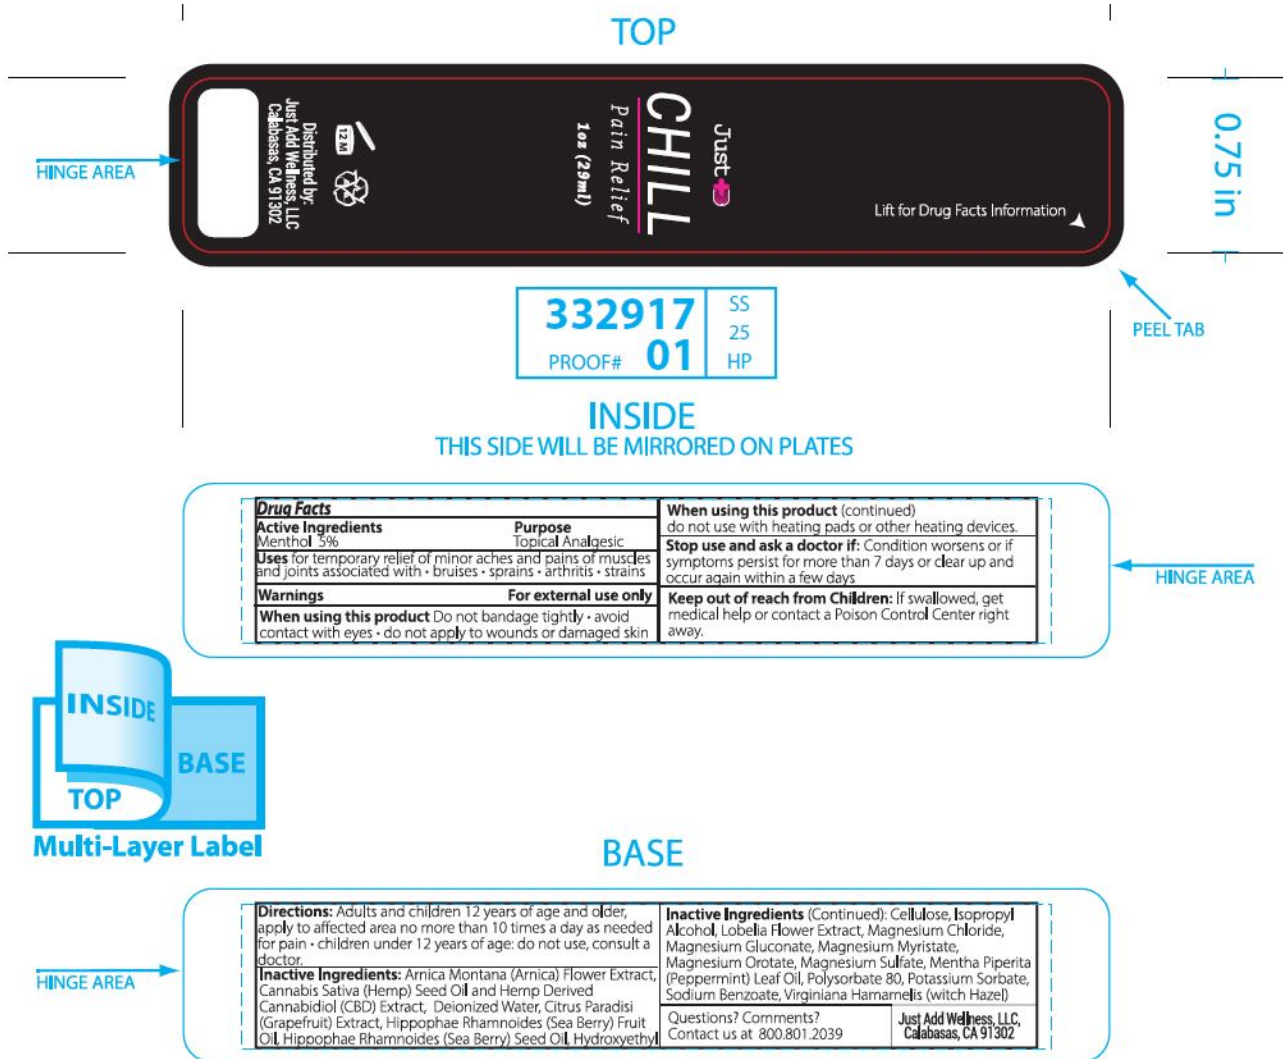 TOP
HINGE AREA
12 M
Distributed by:
Just Add Wellness, LLC
Calabasas, CA 91302
Just
CHILL
Pain Relief
1oz (29ml)
Lift for Drug Facts Information
0.75 in
PEEL TAB
332917
PROOF# 01
SS
25
HP
INSIDE
THIS SIDE WILL BE MIRRORED ON PLATES
Drug Facts
Active Ingredients Purpose
Menthol 5% Topical Analgesic
Uses for temporary relief of minor aches and pains of muscles
and joints associated with • bruises • sprains • arthritis • strains
Warnings For external use only
When using this product Do not bandage tightly • avoid
contact with eyes • do not apply to wounds or damaged skin
When using this product (continued)
do not use with heating pads or other heating devices.
Stop use and ask a doctor if: Condition worsens or if
symptoms persist for more than 7 days or clear up and
occur again within a few days
Keep out of reach from Children: If swallowed, get
medical help or contact a Poison Control Center right
away.
HINGE AREA
INSIDE
BASE
TOP
Multi-Layer Label
BASE
HINGE AREA
Directions: Adults and children 12 years of age and older,
apply to affected area no more than 10 times a day as needed
for pain • children under 12 years of age: do not use, consult a
doctor.
Inactive Ingredients: Arnica Montana (Arnica) Flower Extract,
Cannabis Sativa (Hemp) Seed Oil and Hemp Derived
Cannabidiol (CBD) Extract, Deionized Water, Citrus Paradisi
(Grapefruit) Extract, Hippophae Rhamnoides (Sea Berry) Fruit
Oil, Hippophae Rhamnoides (Sea Berry) Seed Oil, Hydroxyethyl
Inactive Ingredients (Continued): Cellulose, Isopropyl
Alcohol, Lobelia Flower Extract, Magnesium Chloride,
Magnesium Gluconate, Magnesium Myristate,
Magnesium Orotate, Magnesium Sulfate, Mentha Piperita
(Peppermint) Leaf Oil, Polysorbate 80, Potassium Sorbate,
Sodium Benzoate, Virginiana Hamamelis (witch Hazel)
Questions? Comments?
Contact us at 800.801.2039
Just Add Wellness, LLC,
Calabasas, CA 91302